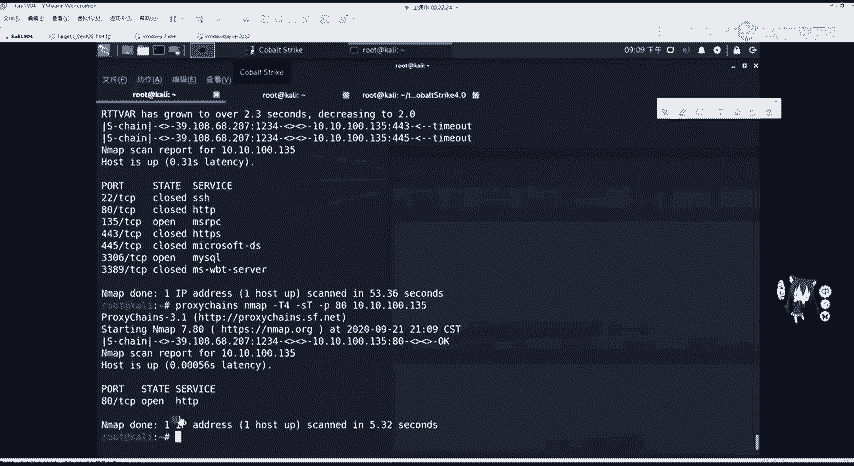 09:09 下午
Cobalt Strike
root@kali: ~
root@kali: ~
Cobalt Strike
文件(F) 动作(A) 编辑(E) 查看(V)
root@kali: ~
root@kali: ~
root@kali: ~/t…obaltStrike4.0
RTTVAR has grown to over 2.3 seconds, decreasing to 2.0
|S-chain|-<>-39.108.68.207:1234-<><>-10.10.100.135:443-<--timeout
|S-chain|-<>-39.108.68.207:1234-<><>-10.10.100.135:445-<--timeout
Nmap scan report for 10.10.100.135
Host is up (0.31s latency).
PORT STATE SERVICE
22/tcp closed ssh
80/tcp closed http
135/tcp open msrpc
443/tcp closed https
445/tcp closed microsoft-ds
3306/tcp open mysql
3389/tcp closed ms-wbt-server
Nmap done: 1 IP address (1 host up) scanned in 53.36 seconds
root@kali:~# proxychains nmap -T4 -sT -p 80 10.10.100.135
ProxyChains-3.1 (http://proxychains.sf.net)
Starting Nmap 7.80 ( https://nmap.org ) at 2020-09-21 21:09 CST
|S-chain|-<>-39.108.68.207:1234-<><>-10.10.100.135:80-<><>-OK
Nmap scan report for 10.10.100.135
Host is up (0.00056s latency).
PORT STATE SERVICE
80/tcp open http
Nmap done: 1 IP address (1 host up) scanned in 5.32 seconds
root@kali:~#